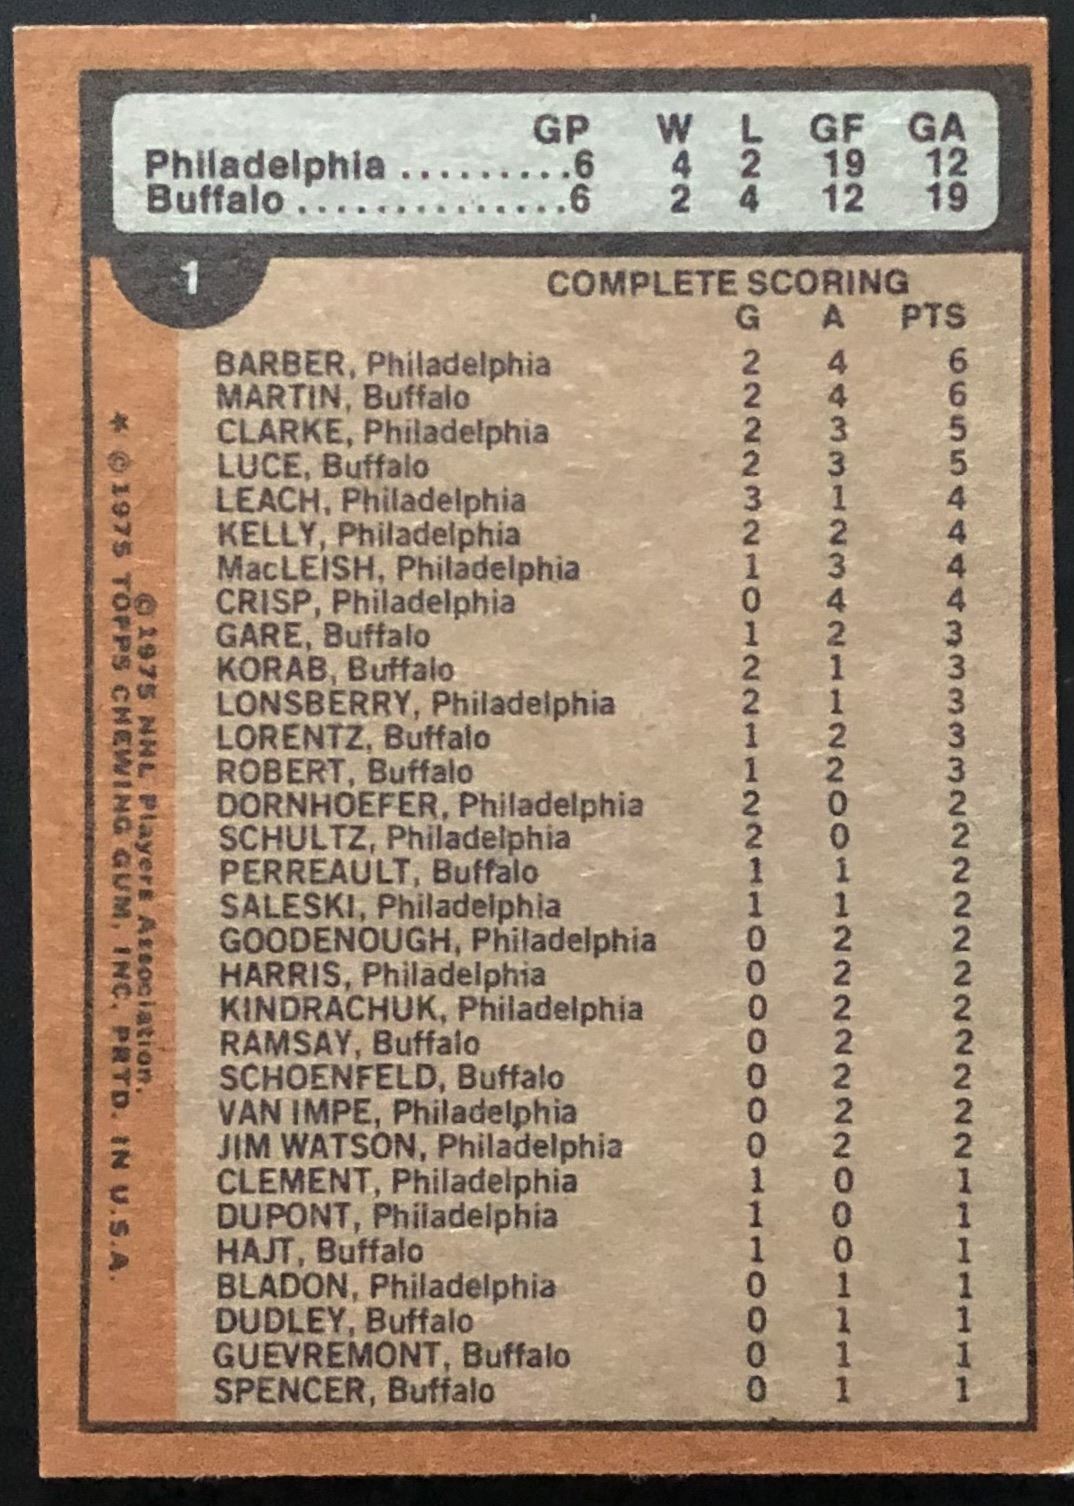 GP W L GF GA
Philadelphia ..........6 4 2 19 12
Buffalo ...............6 2 4 12 19
1
COMPLETE SCORING
G A PTS
BARBER, Philadelphia 2 4 6
MARTIN, Buffalo 2 4 6
CLARKE, Philadelphia 2 3 5
LUCE, Buffalo 2 3 5
LEACH, Philadelphia 3 1 4
KELLY, Philadelphia 2 2 4
MacLEISH, Philadelphia 1 3 4
CRISP, Philadelphia 0 4 4
GARE, Buffalo 1 2 3
KORAB, Buffalo 2 1 3
LONSBERRY, Philadelphia 2 1 3
LORENTZ, Buffalo 1 2 3
ROBERT, Buffalo 1 2 3
DORNHOEFER, Philadelphia 2 0 2
SCHULTZ, Philadelphia 2 0 2
PERREAULT, Buffalo 1 1 2
SALESKI, Philadelphia 1 1 2
GOODENOUGH, Philadelphia 0 2 2
HARRIS, Philadelphia 0 2 2
KINDRACHUK, Philadelphia 0 2 2
RAMSAY, Buffalo 0 2 2
SCHOENFELD, Buffalo 0 2 2
VAN IMPE, Philadelphia 0 2 2
JIM WATSON, Philadelphia 0 2 2
CLEMENT, Philadelphia 1 0 1
DUPONT, Philadelphia 1 0 1
HAJT, Buffalo 1 0 1
BLADON, Philadelphia 0 1 1
DUDLEY, Buffalo 0 1 1
GUEVREMONT, Buffalo 0 1 1
SPENCER, Buffalo 0 1 1
© 1975 NHL Players Association.
★ © 1975 TOPPS CHEWING GUM, INC. PRTD. IN U.S.A.